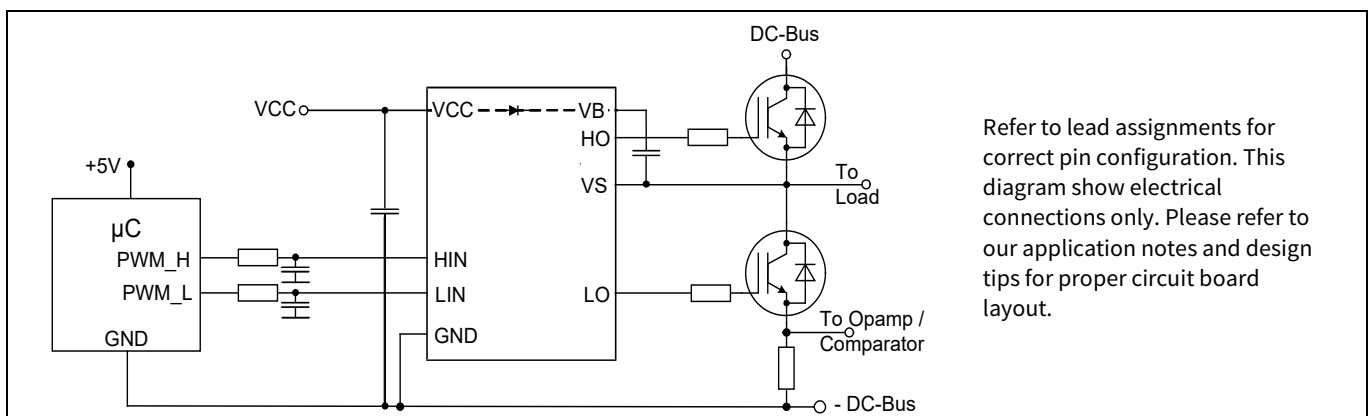 DC-Bus
VCC
VCC
VB
HO
+5V
To
Load
VS
µC
PWM_H
HIN
PWM_L
LIN
LO
GND
GND
To Opamp /
Comparator
- DC-Bus
Refer to lead assignments for
correct pin configuration. This
diagram show electrical
connections only. Please refer to
our application notes and design
tips for proper circuit board
layout.